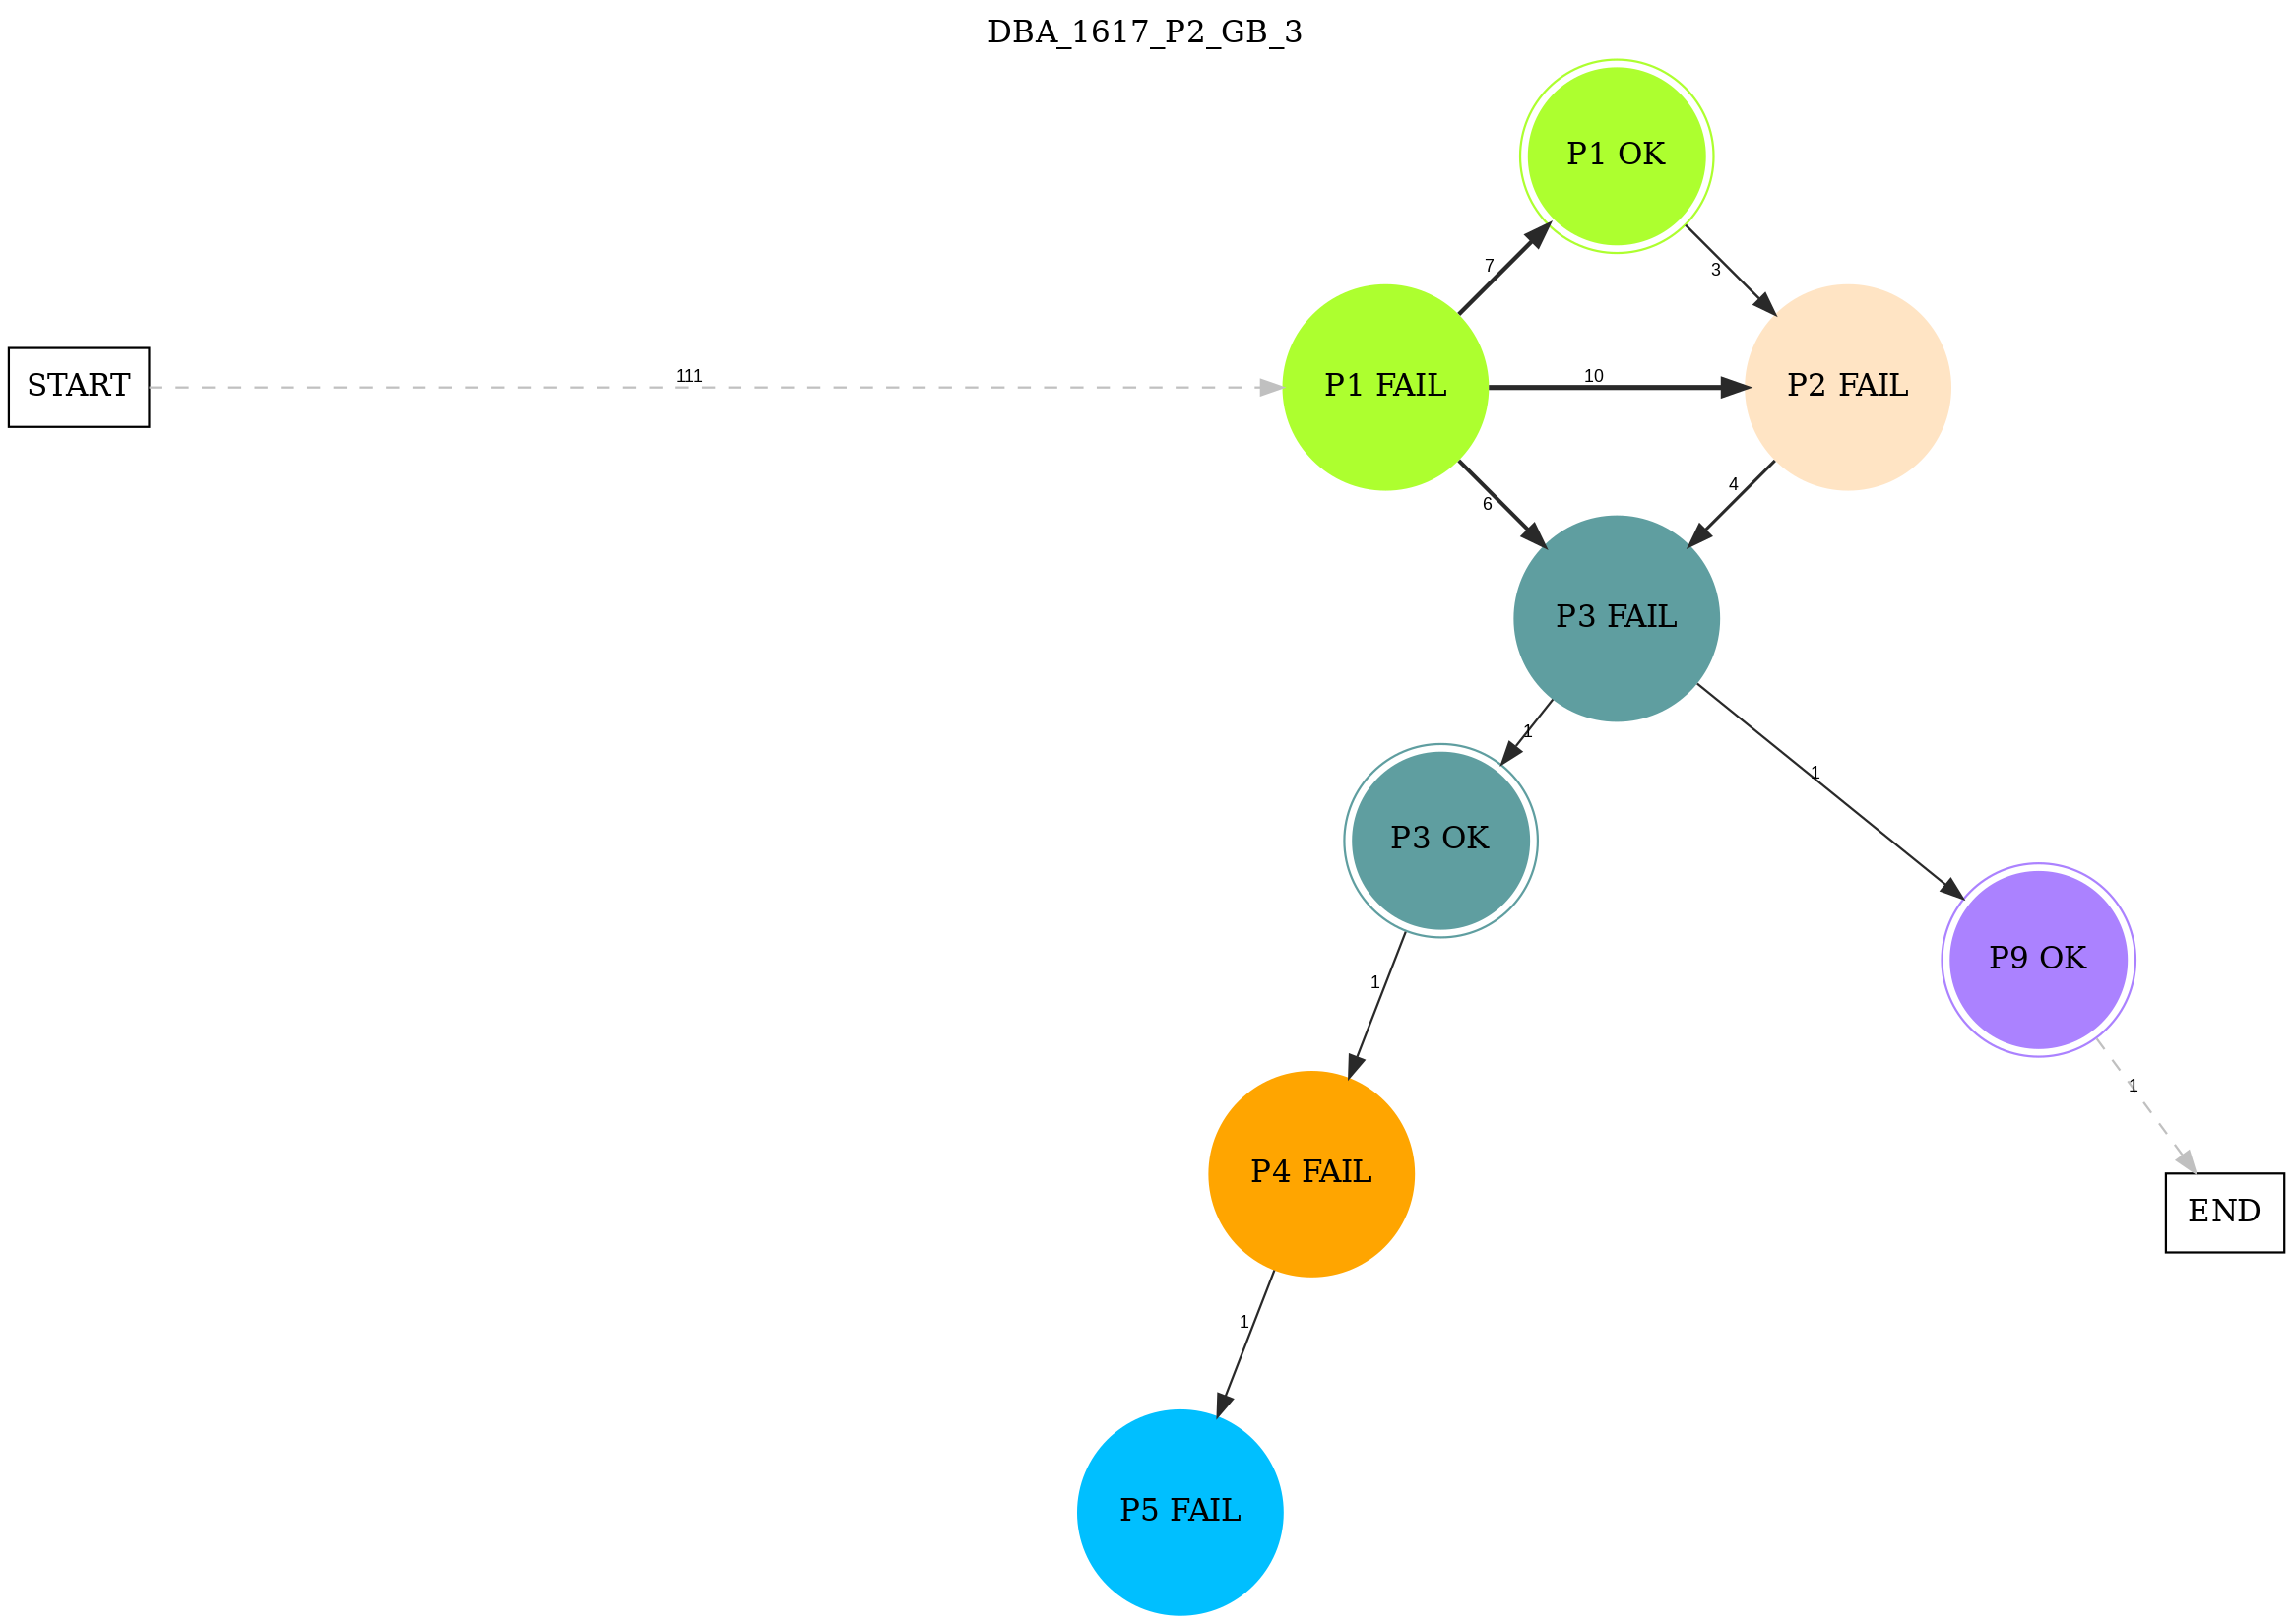 DBA_1617_P2_GB_3
P1 OK
7
3
START
111
P1 FAIL
10
P2 FAIL
6
4
P3 FAIL
1
1
P3 OK
P9 OK
1
1
P4 FAIL
END
1
P5 FAIL